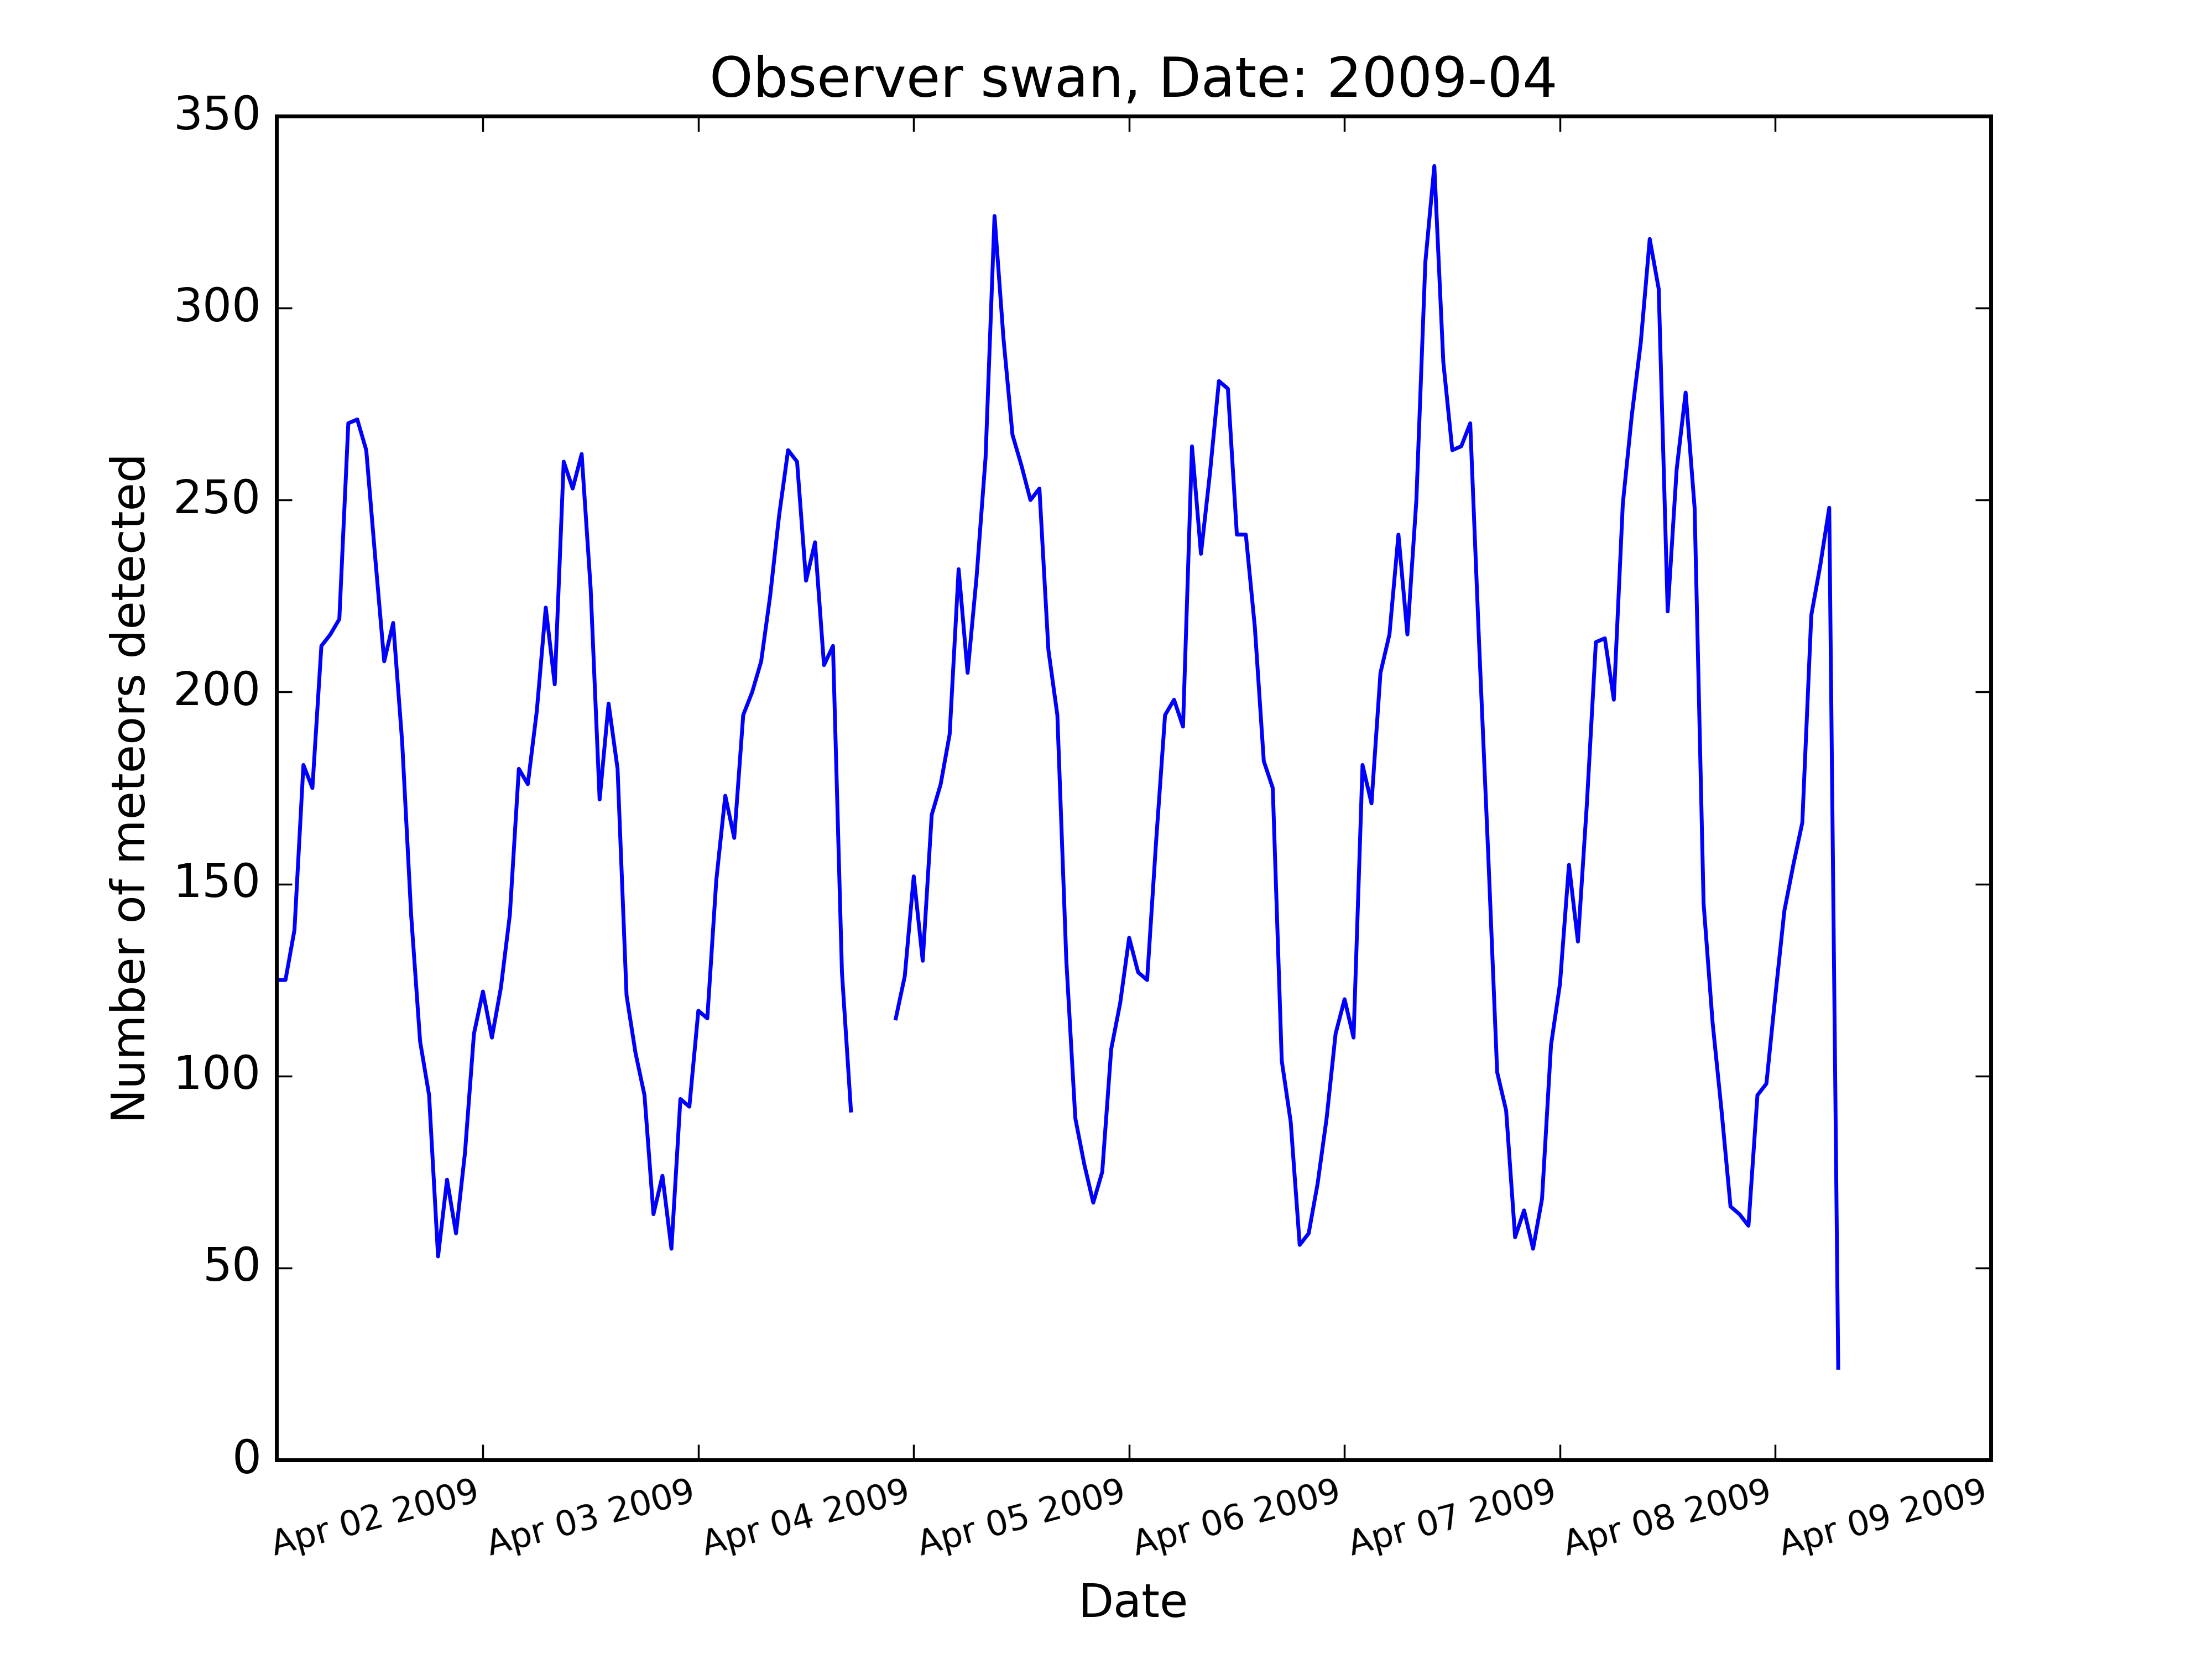 Observer swan, Date: 2009-04
350
300
250
200
150
100
50
0
Number of meteors detected
Apr 02 2009
Apr 03 2009
Apr 04 2009
Apr 05 2009
Apr 06 2009
Apr 07 2009
Apr 08 2009
Apr 09 2009
Date